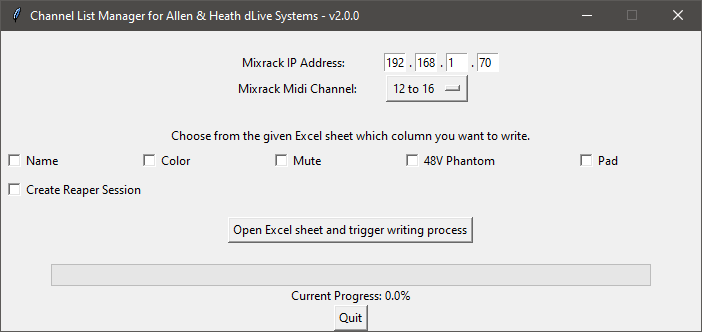 Channel List Manager for Allen & Heath dLive Systems - v2.0.0
Mixrack IP Address: 192 . 168 . 1 . 70
Mixrack Midi Channel: 12 to 16
Choose from the given Excel sheet which column you want to write.
Name Color Mute 48V Phantom Pad
Create Reaper Session
Open Excel sheet and trigger writing process
Current Progress: 0.0%
Quit